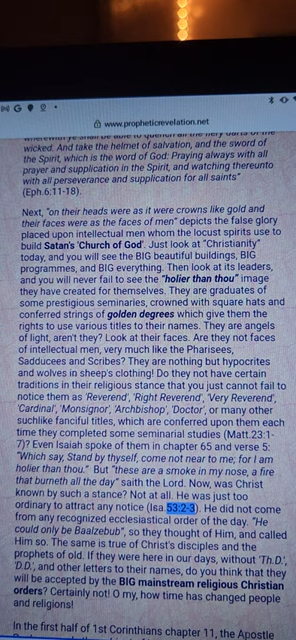 www.propheticrevelation.net
wherewith ye shall be able to quench all the fiery darts of the
wicked. And take the helmet of salvation, and the sword of
the Spirit, which is the word of God: Praying always with all
prayer and supplication in the Spirit, and watching thereunto
with all perseverance and supplication for all saints"
(Eph.6:11-18).
Next, "on their heads were as it were crowns like gold and
their faces were as the faces of men" depicts the false glory
placed upon intellectual men whom the locust spirits use to
build Satan's 'Church of God'. Just look at "Christianity"
today, and you will see the BIG beautiful buildings, BIG
programmes, and BIG everything. Then look at its leaders,
and you will never fail to see the "holier than thou" image
they have created for themselves. They are graduates of
some prestigious seminaries, crowned with square hats and
conferred strings of golden degrees which give them the
rights to use various titles to their names. They are angels
of light, aren't they? Look at their faces. Are they not faces
of intellectual men, very much like the Pharisees,
Sadducees and Scribes? They are nothing but hypocrites
and wolves in sheep's clothing! Do they not have certain
traditions in their religious stance that you just cannot fail to
notice them as 'Reverend', 'Right Reverend', 'Very Reverend',
'Cardinal', 'Monsignor', 'Archbishop', 'Doctor', or many other
suchlike fanciful titles, which are conferred upon them each
time they completed some seminarial studies (Matt.23:1-
7)? Even Isaiah spoke of them in chapter 65 and verse 5:
"Which say, Stand by thyself, come not near to me; for I am
holier than thou." But "these are a smoke in my nose, a fire
that burneth all the day" saith the Lord. Now, was Christ
known by such a stance? Not at all. He was just too
ordinary to attract any notice (Isa.53:2-3). He did not come
from any recognized ecclesiastical order of the day. "He
could only be Baalzebub", so they thought of Him, and called
Him so. The same is true of Christ's disciples and the
prophets of old. If they were here in our days, without 'Th.D.',
'D.D.', and other letters to their names, do you think that they
will be accepted by the BIG mainstream religious Christian
orders? Certainly not! O my, how time has changed people
and religions!
In the first half of 1st Corinthians chapter 11, the Apostle